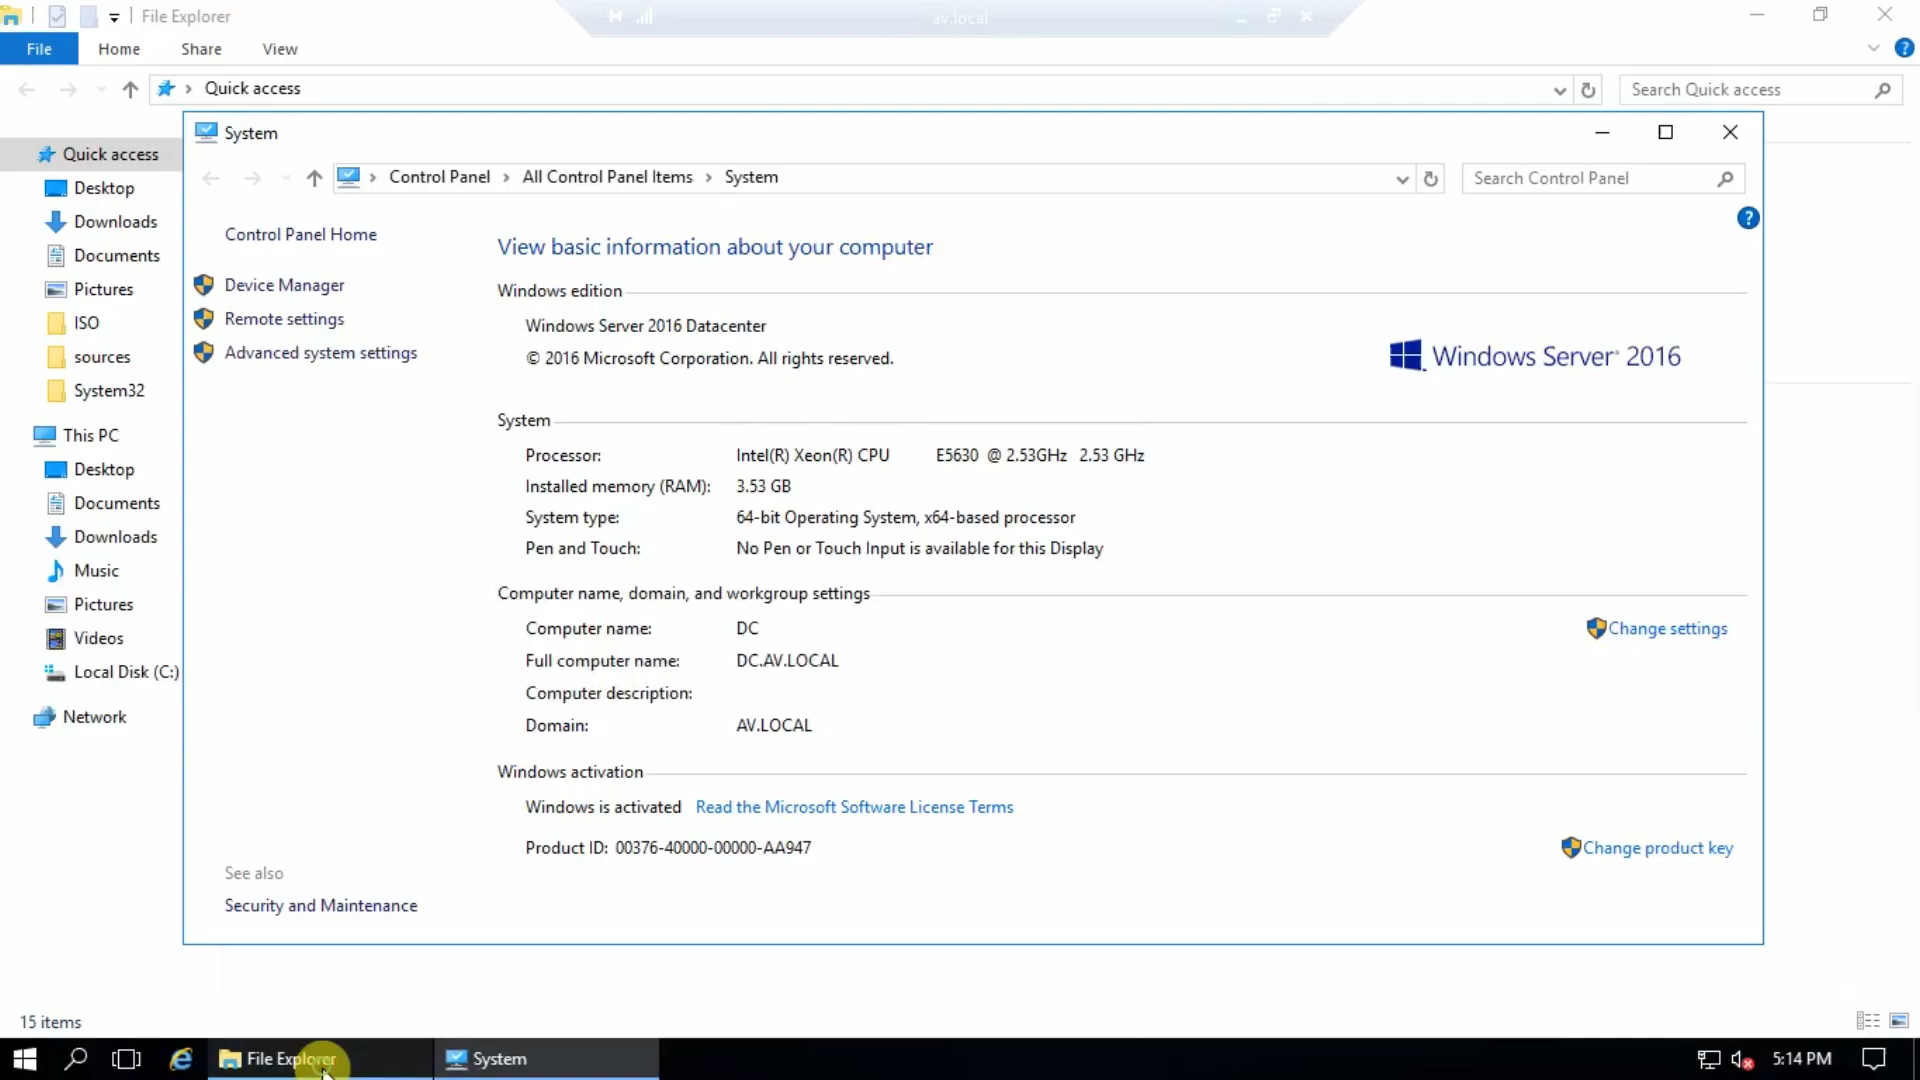 File Explorer
av.local
File
Home
Share
View
Quick access
Search Quick access
System
Quick access
Desktop
Downloads
Documents
Pictures
ISO
sources
System32
This PC
Desktop
Documents
Downloads
Music
Pictures
Videos
Local Disk (C:)
Network
Control Panel
All Control Panel Items
System
Search Control Panel
Control Panel Home
Device Manager
Remote settings
Advanced system settings
View basic information about your computer
Windows edition
Windows Server 2016 Datacenter
© 2016 Microsoft Corporation. All rights reserved.
Windows Server® 2016
System
Processor: Intel(R) Xeon(R) CPU E5630 @ 2.53GHz 2.53 GHz
Installed memory (RAM): 3.53 GB
System type: 64-bit Operating System, x64-based processor
Pen and Touch: No Pen or Touch Input is available for this Display
Computer name, domain, and workgroup settings
Computer name: DC
Change settings
Full computer name: DC.AV.LOCAL
Computer description:
Domain: AV.LOCAL
Windows activation
Windows is activated Read the Microsoft Software License Terms
Product ID: 00376-40000-00000-AA947
Change product key
See also
Security and Maintenance
15 items
File Explorer
System
5:14 PM